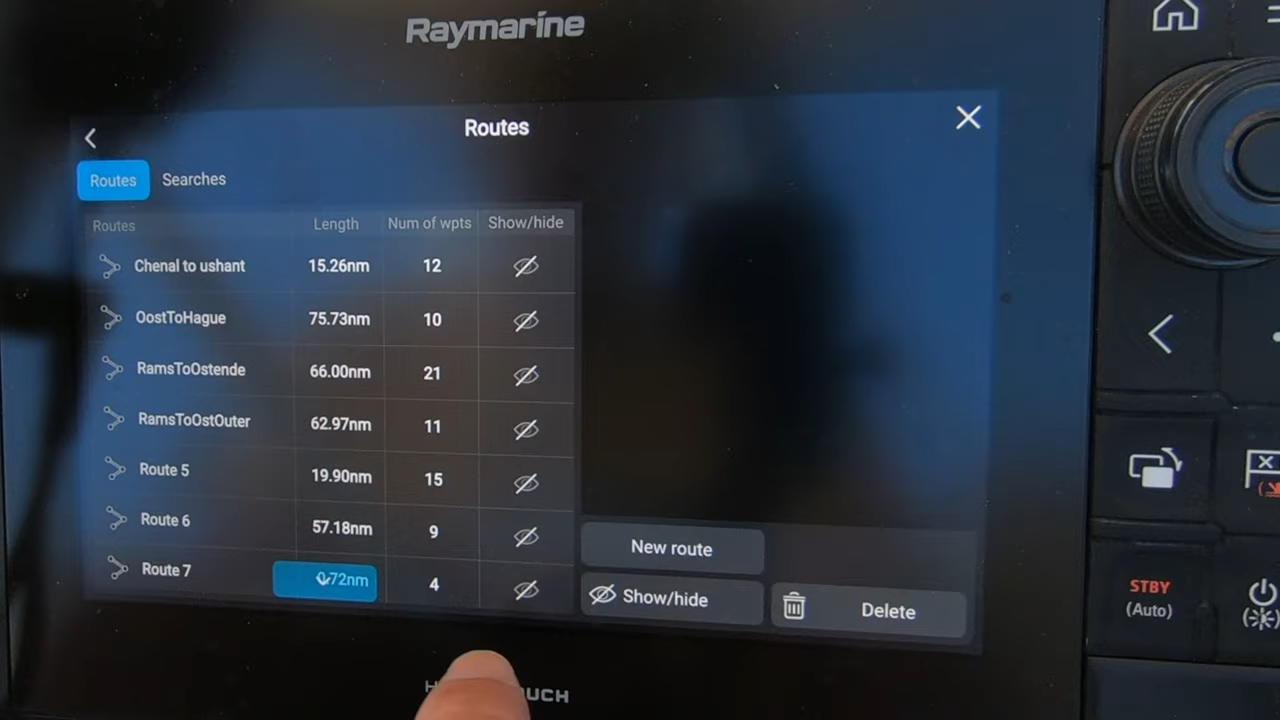 Raymarine
Routes
Routes Searches
Routes Length Num of wpts Show/hide
Chenal to ushant 15.26nm 12
OostToHague 75.73nm 10
RamsToOstende 66.00nm 21
RamsToOstOuter 62.97nm 11
Route 5 19.90nm 15
Route 6 57.18nm 9
Route 7 0.72nm 4
New route
Show/hide Delete
STBY
(Auto)